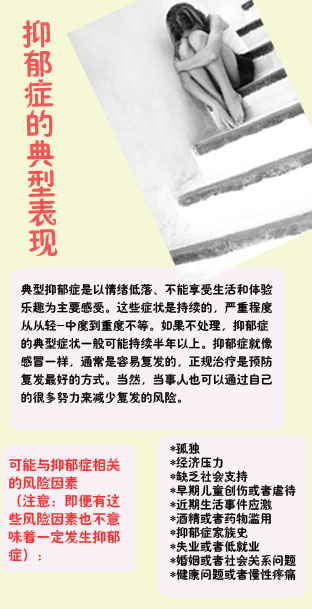 抑郁症的典型表现
典型抑郁症是以情绪低落、不能享受生活和体验
乐趣为主要感受。这些症状是持续的，严重程度
从从轻-中度到重度不等。如果不处理，抑郁症
的典型症状一般可能持续半年以上。抑郁症就像
感冒一样，通常是容易复发的，正规治疗是预防
复发最好的方式。当然，当事人也可以通过自己
的很多努力来减少复发的风险。
可能与抑郁症相关
的风险因素
（注意：即便有这
些风险因素也不意
味着一定发生抑郁
症）：
*孤独
*经济压力
*缺乏社会支持
*早期儿童创伤或者虐待
*近期生活事件应激
*酒精或者药物滥用
*抑郁症家族史
*失业或者低就业
*婚姻或者社会关系问题
*健康问题或者慢性疼痛